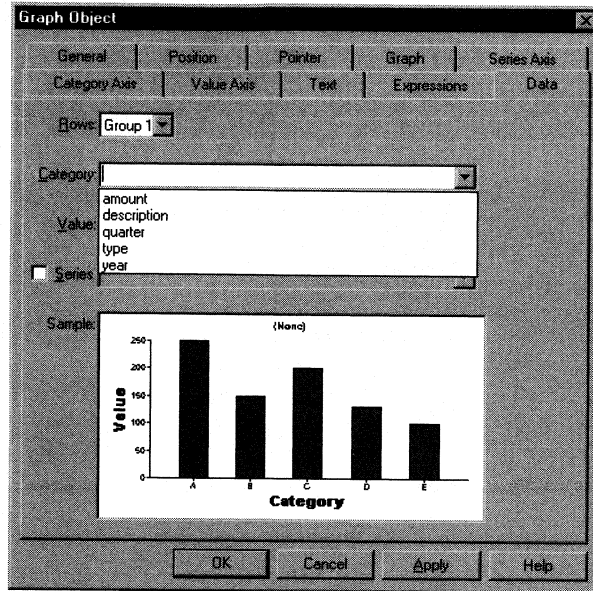 Graph Object
General Position Pointer Graph Series Axis
Category Axis Value Axis Text Expressions Data
Rows: Group 1
Category:
amount
description
Value:
quarter
type
year
Series
Sample:
(None)
250
200
150
100
50
0
Value
A B C D E
Category
OK Cancel Apply Help